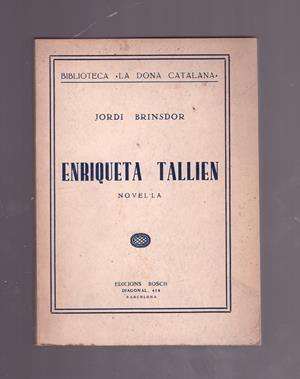 BIBLIOTECA «LA DONA CATALANA»
JORDI BRINSDOR
ENRIQUETA TALLIEN
NOVEL·LA
EDICIONS BOSCH
DIAGONAL, 419
BARCELONA